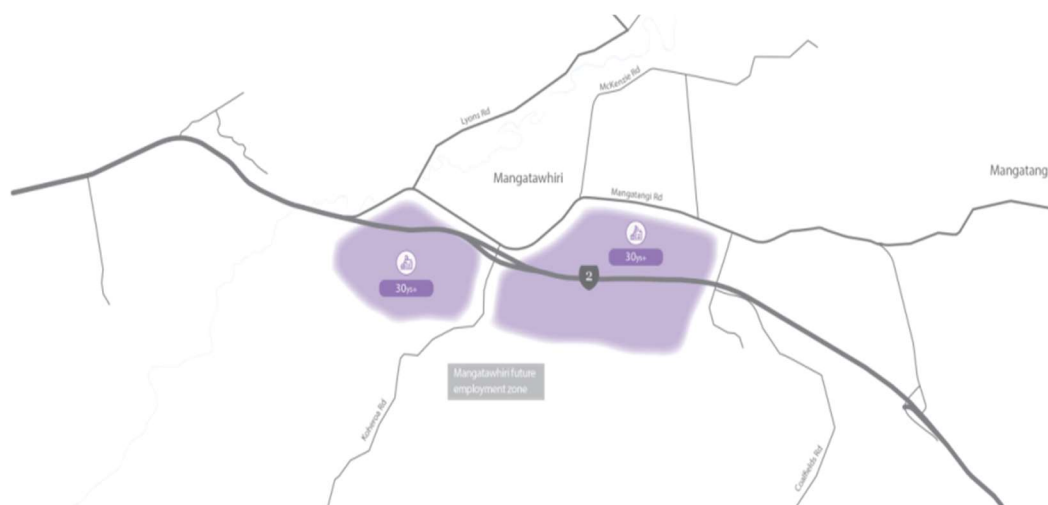 McKenzie Rd
Lyons Rd
Mangatawhiri
Mangatang
Mangatangi Rd
30yrs+
30yrs+
2
Mangatawhiri future
employment zone
Koheroa Rd
Coalfields Rd